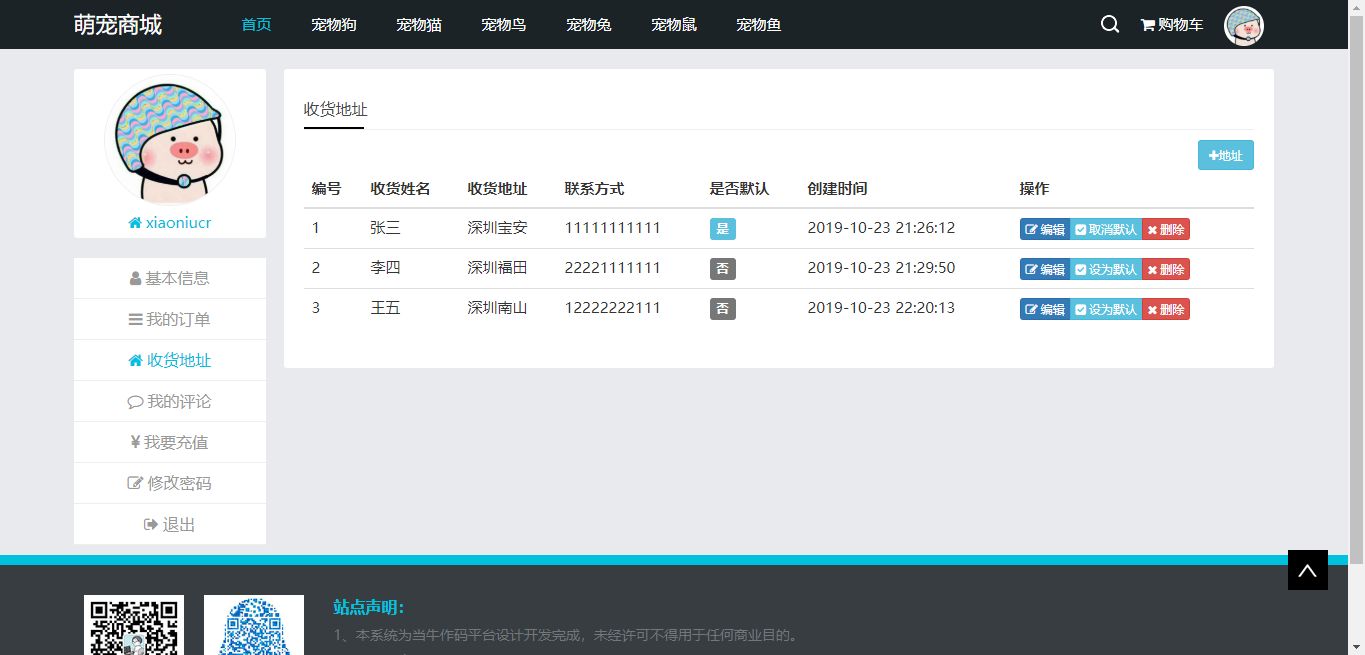 萌宠商城 首页 宠物狗 宠物猫 宠物鸟 宠物兔 宠物鼠 宠物鱼 购物车
xiaoniucr
基本信息
我的订单
收货地址
我的评论
我要充值
修改密码
退出
收货地址
+地址
编号 收货姓名 收货地址 联系方式 是否默认 创建时间 操作
1 张三 深圳宝安 11111111111 是 2019-10-23 21:26:12 编辑 取消默认 删除
2 李四 深圳福田 22221111111 否 2019-10-23 21:29:50 编辑 设为默认 删除
3 王五 深圳南山 12222222111 否 2019-10-23 22:20:13 编辑 设为默认 删除
站点声明：
1、本系统为当牛作码平台设计开发完成，未经许可不得用于任何商业目的。